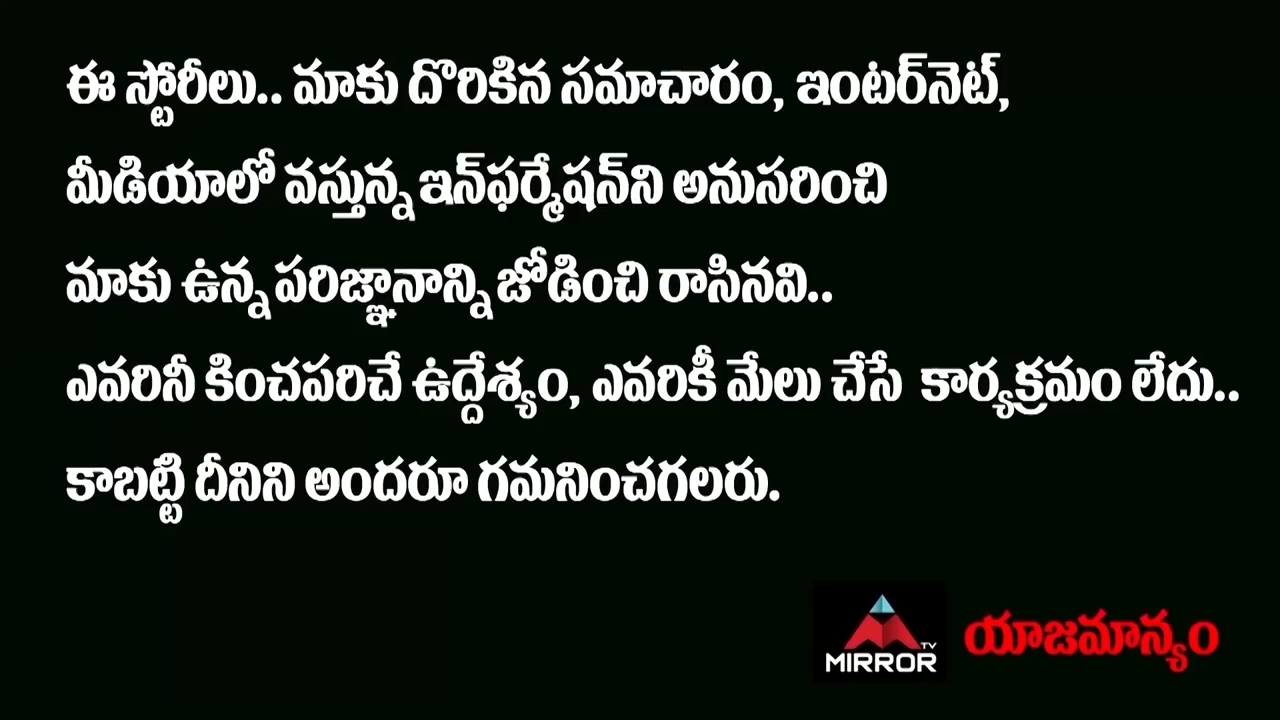 ఈ స్టోరీలు.. మాకు దొరికిన సమాచారం, ఇంటర్‌నెట్,
మీడియాలో వస్తున్న ఇన్‌ఫర్మేషన్‌ని అనుసరించి
మాకు ఉన్న పరిజ్ఞానాన్ని జోడించి రాసినవి..
ఎవరినీ కించపరిచే ఉద్దేశ్యం, ఎవరికీ మేలు చేసే కార్యక్రమం లేదు..
కాబట్టి దీనిని అందరూ గమనించగలరు.
TV
MIRROR
యాజమాన్యం